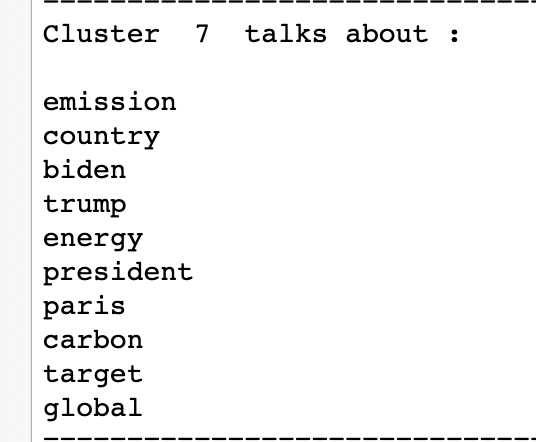 Cluster  7  talks about :
emission
country
biden
trump
energy
president
paris
carbon
target
global